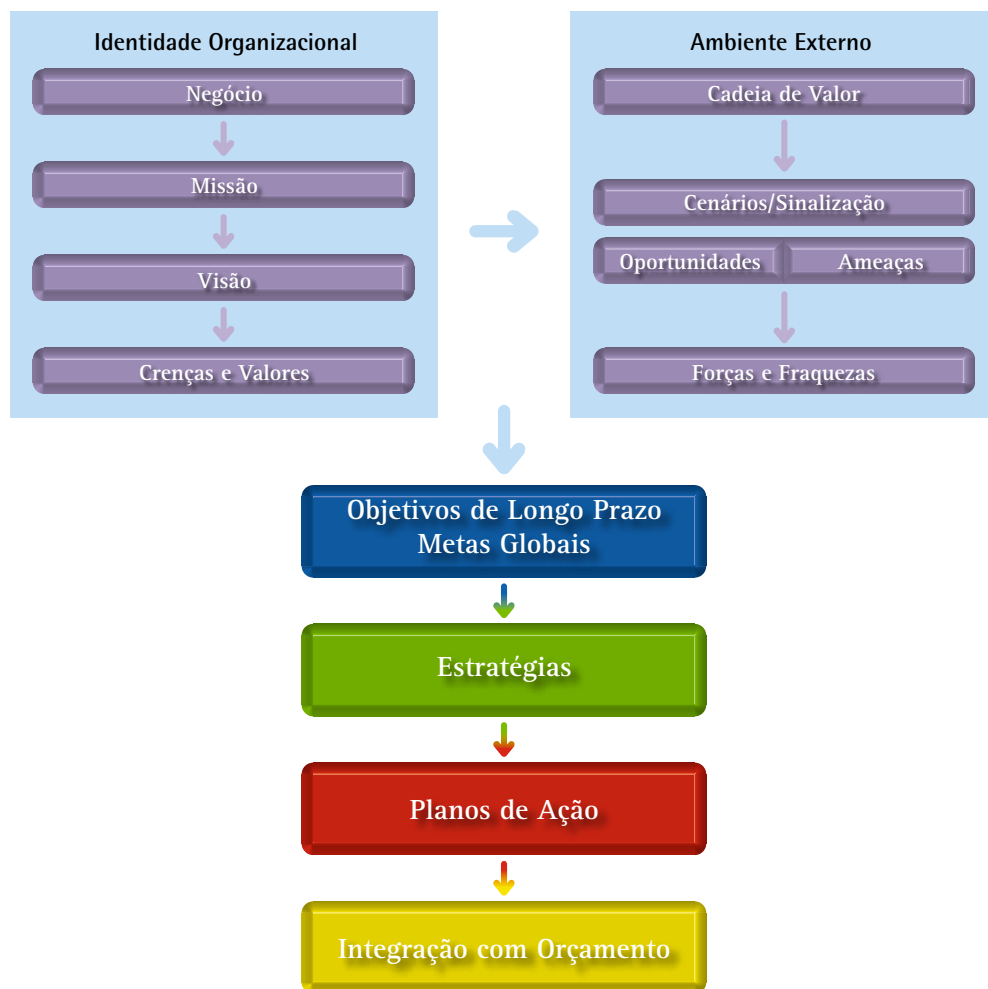 Identidade Organizacional
Negócio
Missão
Visão
Crenças e Valores
Ambiente Externo
Cadeia de Valor
Cenários/Sinalização
Oportunidades
Ameaças
Forças e Fraquezas
Objetivos de Longo Prazo
Metas Globais
Estratégias
Planos de Ação
Integração com Orçamento